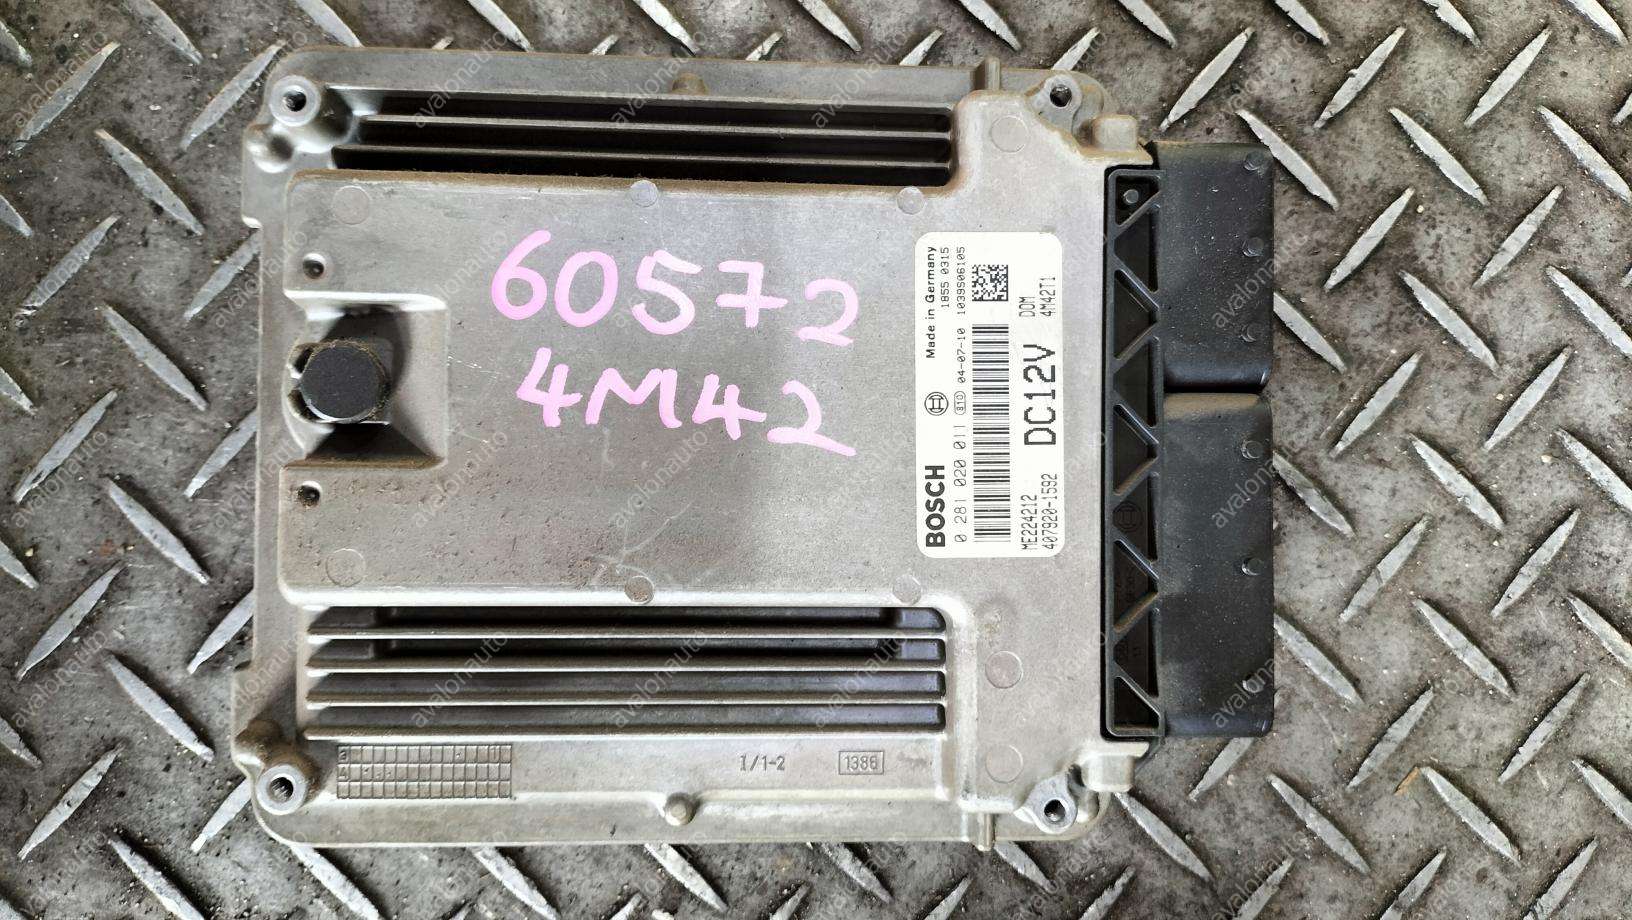 60572
4M42
Made in Germany
1855 0315
BOSCH
0 281 020 011 810 04-07-10 1039S06105
DOM
DC12V
4M42T1
ME224212
407920-1592
I/1-2
1386
avalonauto